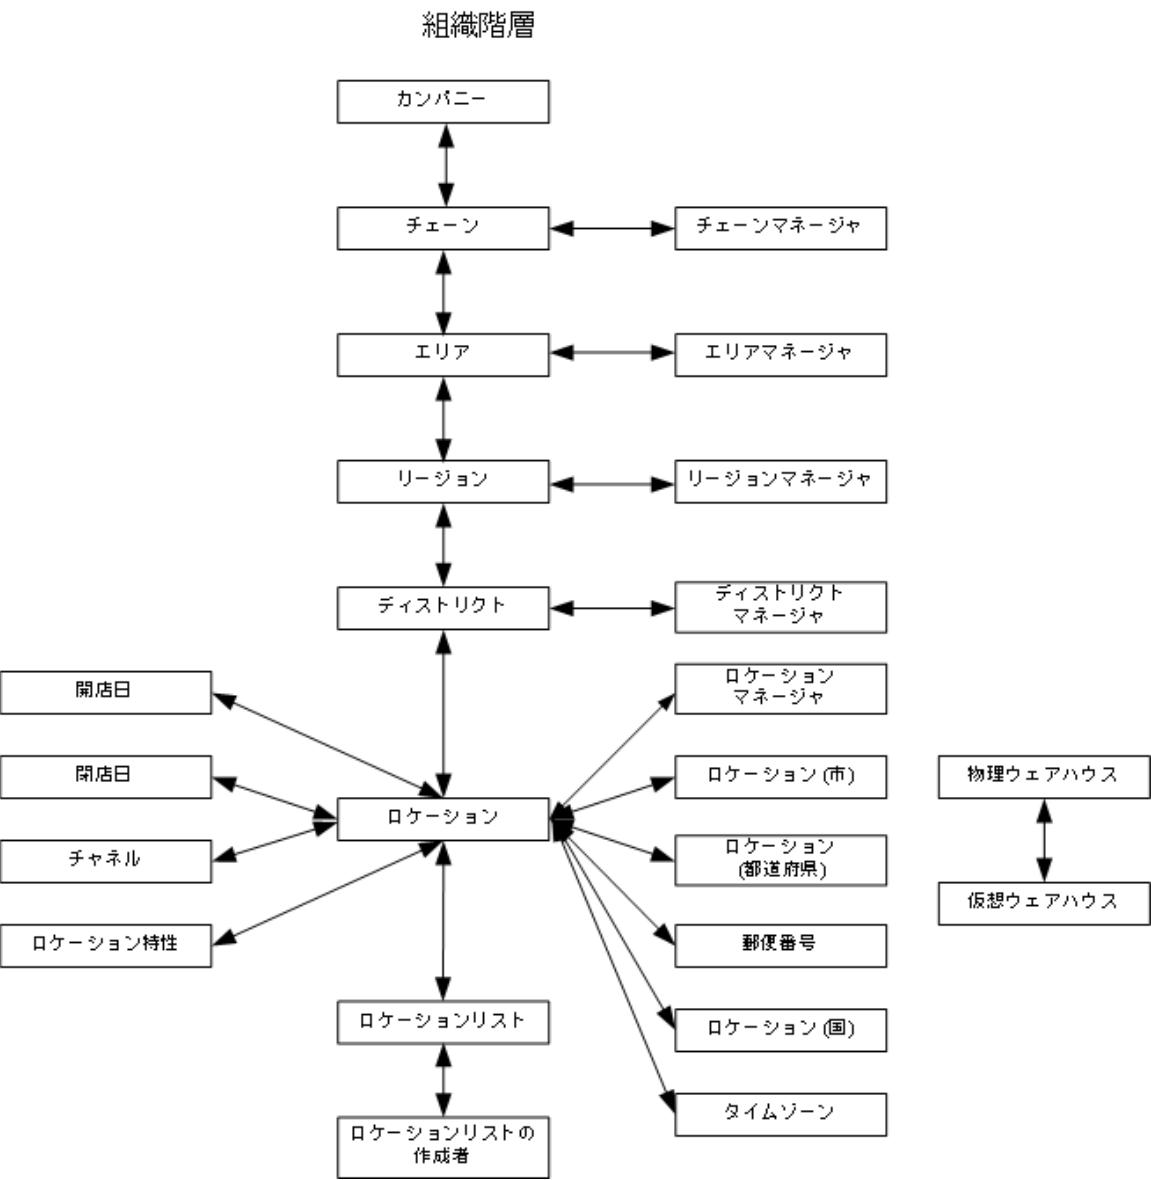 組織階層
カンパニー
チェーン
チェーンマネージャ
エリア
エリアマネージャ
リージョン
リージョンマネージャ
ディストリクト
ディストリクト
マネージャ
開店日
ロケーション
マネージャ
閉店日
ロケーション (市)
物理ウェアハウス
ロケーション
チャネル
ロケーション
(都道府県)
仮想ウェアハウス
ロケーション特性
郵便番号
ロケーションリスト
ロケーション (国)
タイムゾーン
ロケーションリストの
作成者